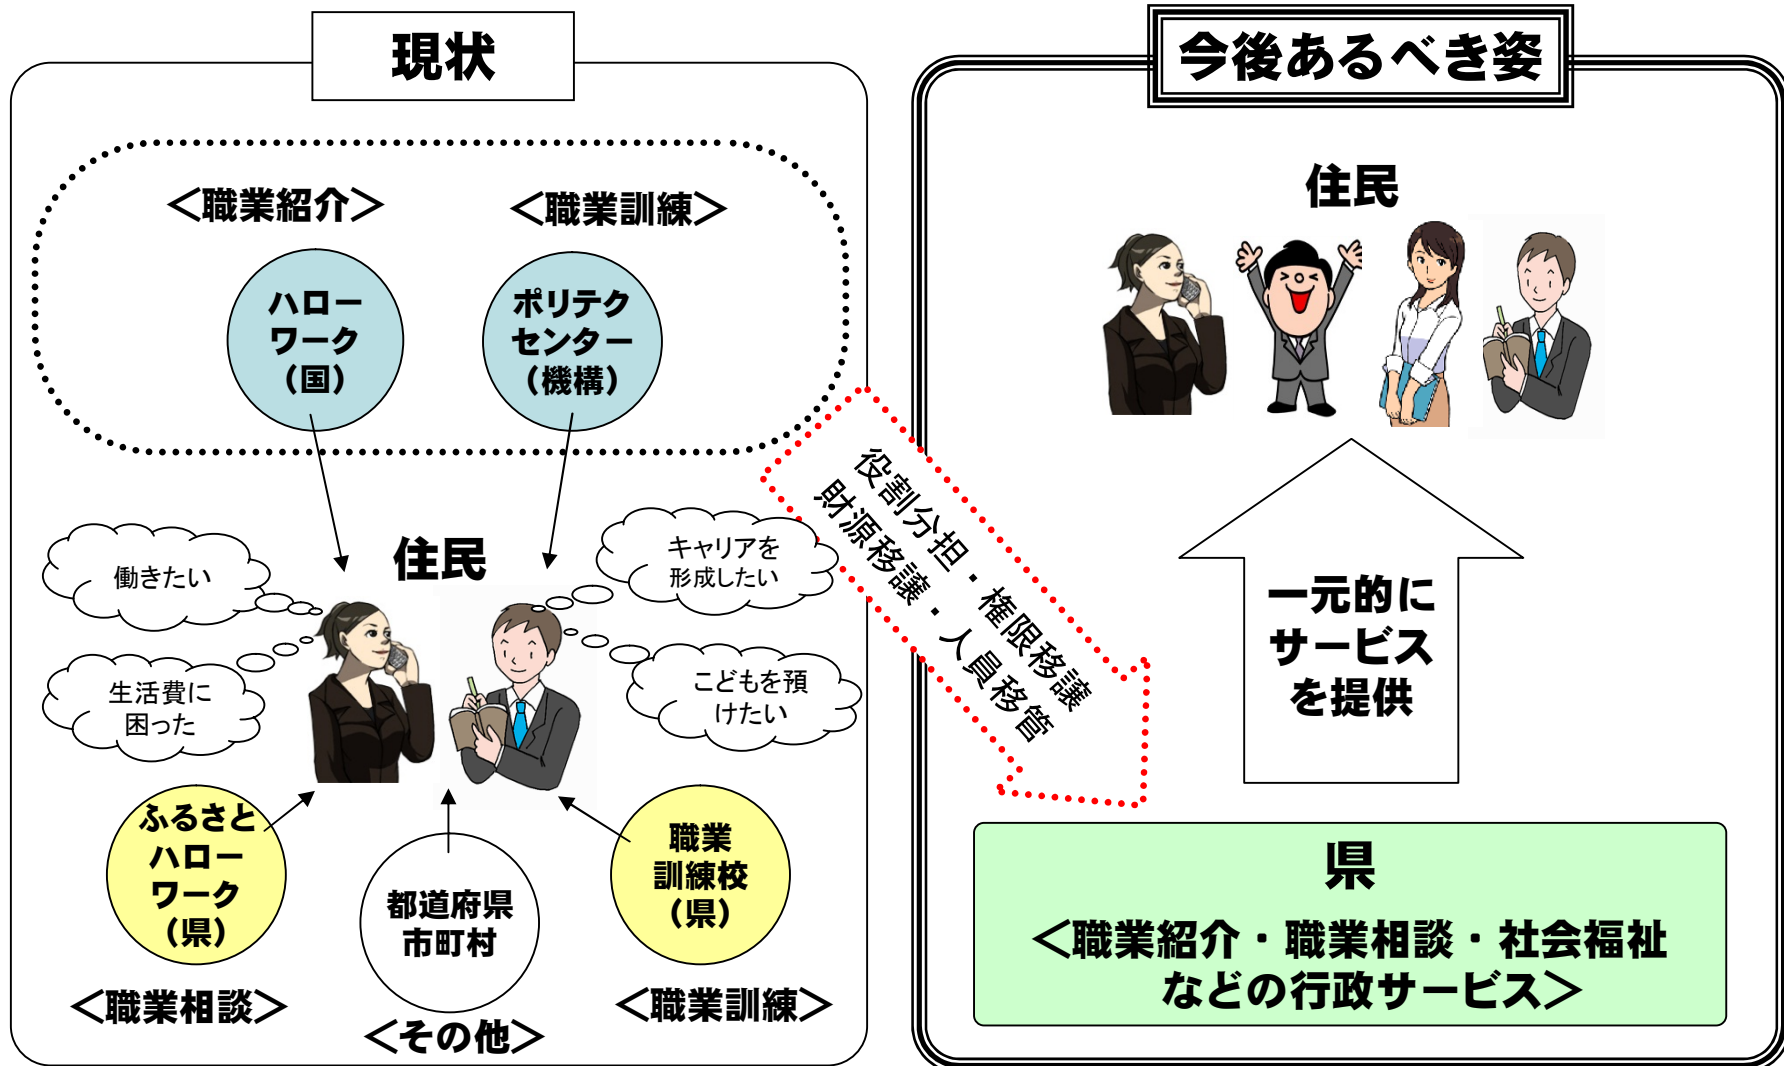 現状
＜職業紹介＞
＜職業訓練＞
ハロー
ワーク
（国）
ポリテク
センター
（機構）
住民
働きたい
生活費に
困った
キャリアを
形成したい
こどもを預
けたい
ふるさと
ハロー
ワーク
（県）
＜職業相談＞
都道府県
市町村
＜その他＞
職業
訓練校
（県）
＜職業訓練＞
役割分担・権限移譲
財源移譲・人員移管
今後あるべき姿
住民
一元的に
サービス
を提供
県
＜職業紹介・職業相談・社会福祉
などの行政サービス＞